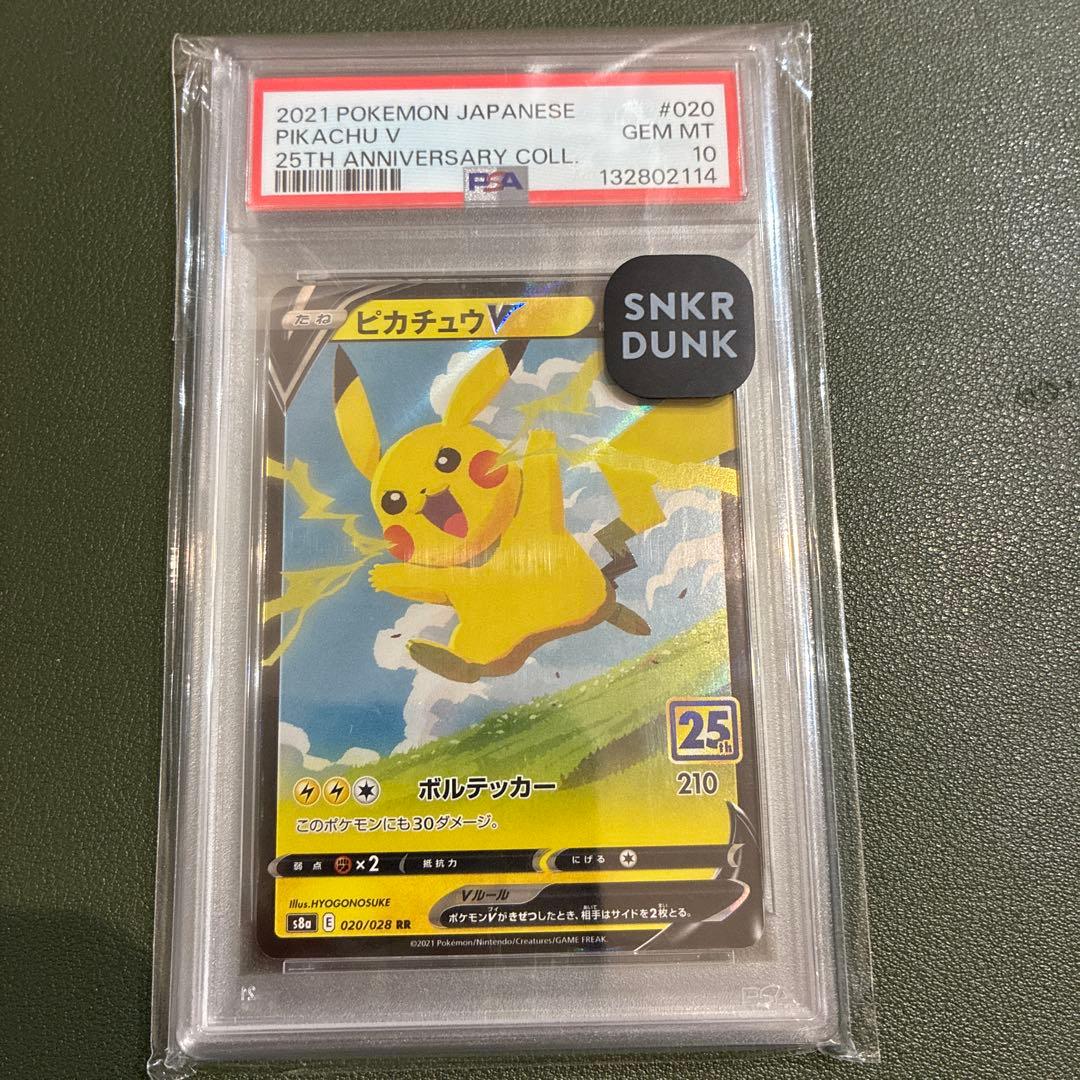 2021 POKEMON JAPANESE #020
PIKACHU V GEM MT
25TH ANNIVERSARY COLL. 10
PSA 132802114
SNKR
DUNK
たね ピカチュウV
25th
ボルテッカー 210
このポケモンにも30ダメージ。
弱点 ×2 抵抗力 にげる
Illus.HYOGONOSUKE
Vルール
ポケモンVがきぜつしたとき、相手はサイドを2枚とる。
s8a E 020/028 RR
©2021 Pokémon/Nintendo/Creatures/GAME FREAK.
PSA